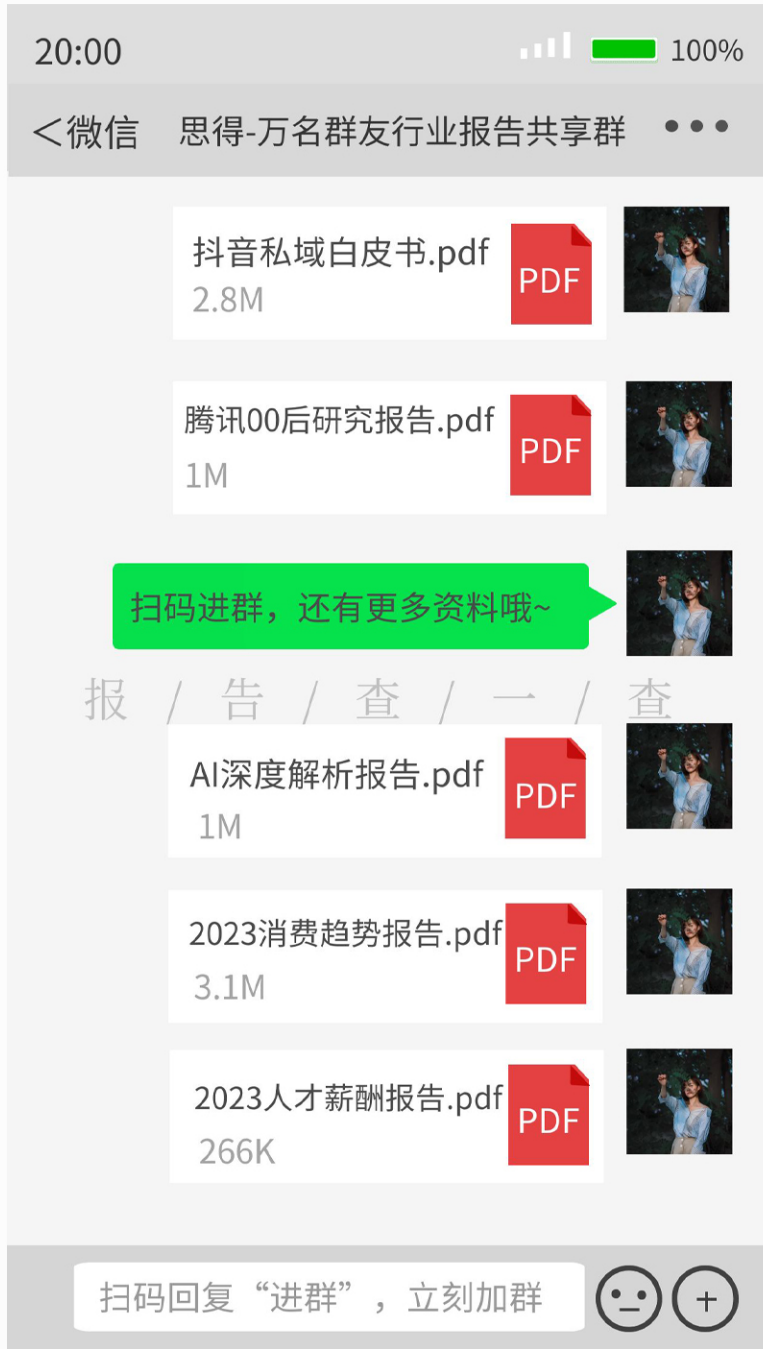 20:00
100%
＜微信
思得-万名群友行业报告共享群
抖音私域白皮书.pdf
PDF
2.8M
腾讯00后研究报告.pdf
PDF
1M
扫码进群，还有更多资料哦~
报/告/查/一/查
AI深度解析报告.pdf
PDF
1M
2023消费趋势报告.pdf
PDF
3.1M
2023人才薪酬报告.pdf
PDF
266K
扫码回复“进群”，立刻加群